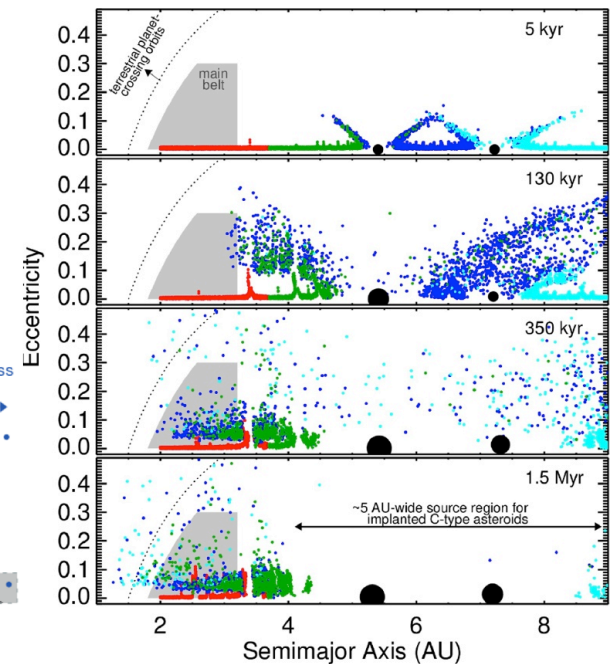 5 kyr
terrestrial planet-
crossing orbits
main
belt
0.4
0.3
0.2
0.1
0.0
130 kyr
0.4
0.3
0.2
0.1
0.0
Eccentricity
350 kyr
0.4
0.3
0.2
0.1
0.0
ss
1.5 Myr
~5 AU-wide source region for
implanted C-type asteroids
0.4
0.3
0.2
0.1
0.0
2 4 6 8
Semimajor Axis (AU)